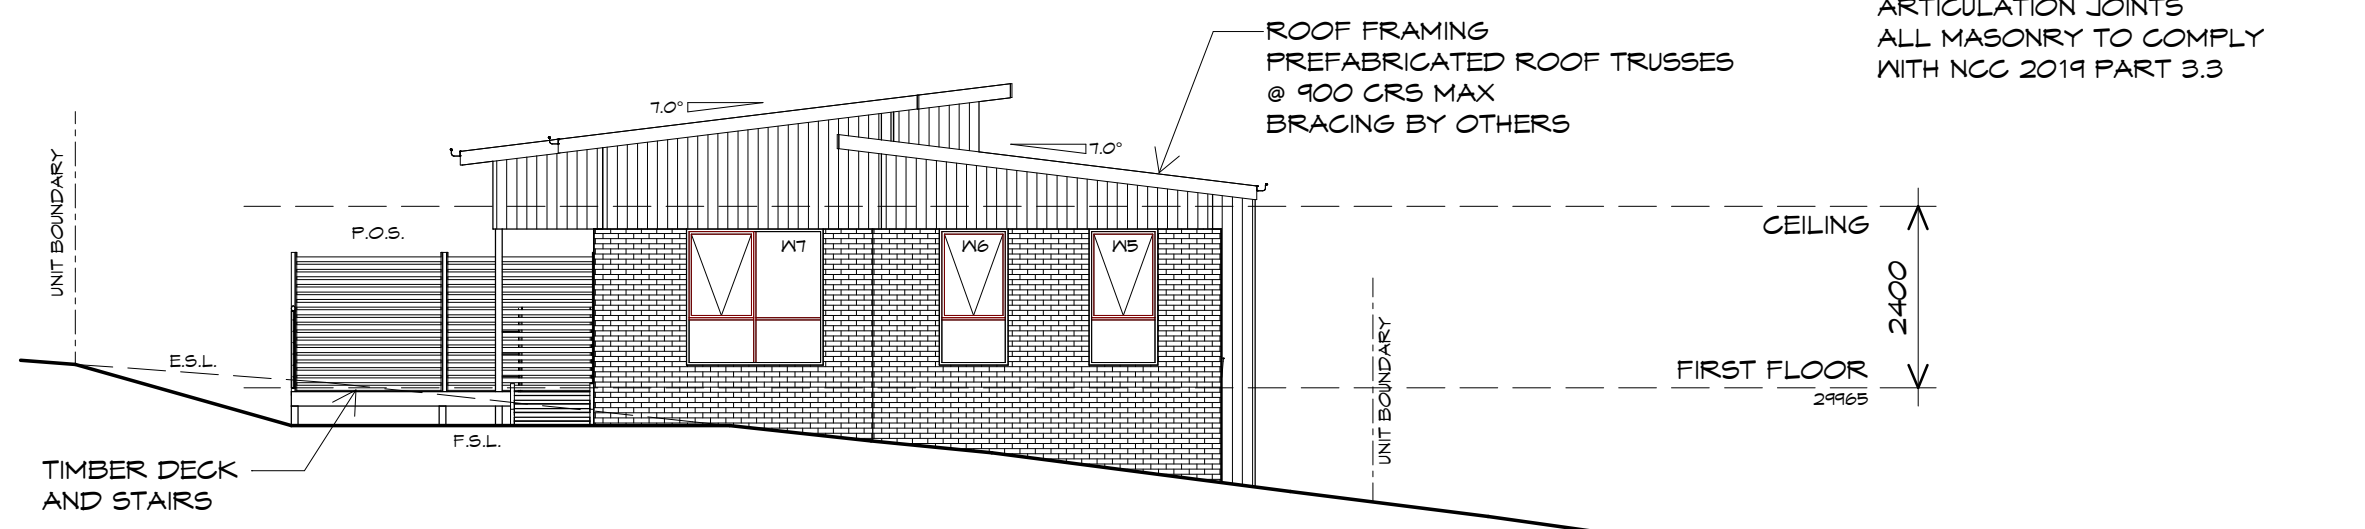 ARTICULATION JOINTS
ALL MASONRY TO COMPLY
WITH NCC 2019 PART 3.3
ROOF FRAMING
PREFABRICATED ROOF TRUSSES
@ 900 CRS MAX
BRACING BY OTHERS
7.0°
7.0°
UNIT BOUNDARY
P.O.S.
W7
W6
W5
CEILING
2400
E.S.L.
FIRST FLOOR
29965
UNIT BOUNDARY
F.S.L.
TIMBER DECK
AND STAIRS